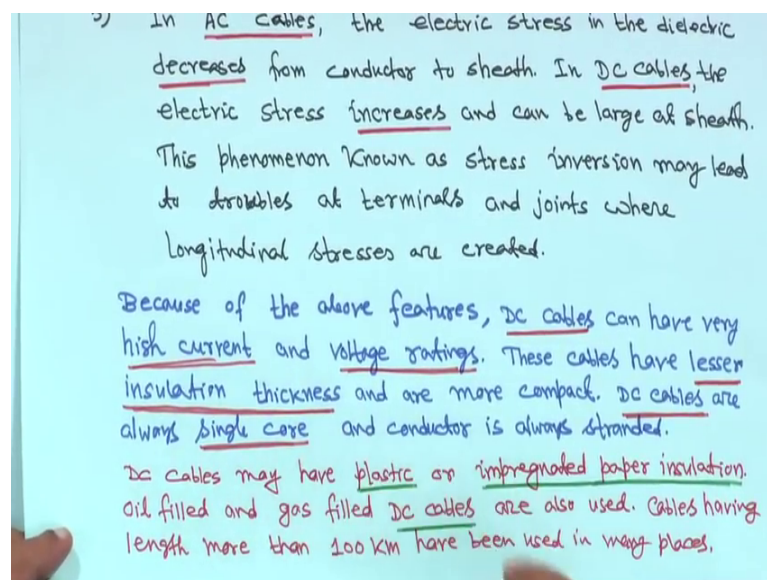 3) In AC Cables, the electric stress in the dielectric
decreases from conductor to sheath. In DC cables, the
electric stress increases and can be large at sheath.
This phenomenon known as stress inversion may lead
to troubles at terminals and joints where
longitudinal stresses are created.
Because of the above features, DC cables can have very
high current and voltage ratings. These cables have lesser
insulation thickness and are more compact. DC cables are
always single core and conductor is always stranded.
DC cables may have plastic or impregnated paper insulation.
Oil filled and gas filled DC cables are also used. Cables having
length more than 100 km have been used in many places.